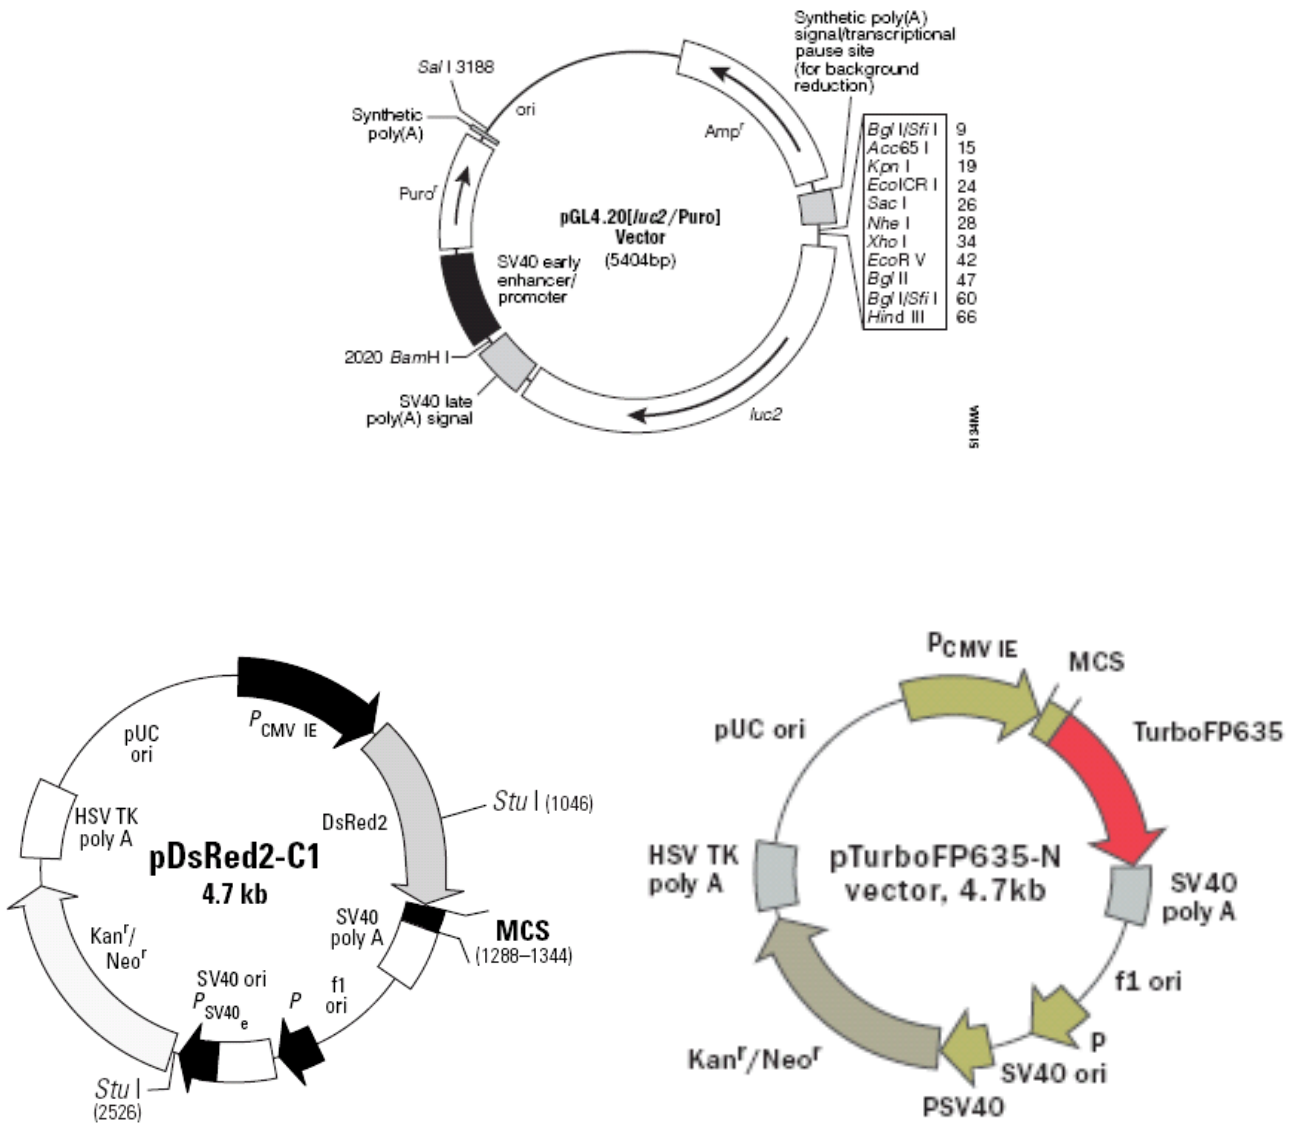 Synthetic poly(A)
signal/transcriptional
pause site
(for background
reduction)
Sal I 3188
Synthetic
poly(A)
ori
Ampʳ
Bgl I/Sfi I 9
Acc65 I 15
Kpn I 19
EcoICR I 24
Sac I 26
Nhe I 28
Xho I 34
EcoR V 42
Bgl II 47
Bgl I/Sfi I 60
Hind III 66
Puroʳ
pGL4.20[luc2/Puro]
Vector
(5404bp)
SV40 early
enhancer/
promoter
2020 BamH I
SV40 late
poly(A) signal
luc2
5134MA
P CMV IE
pUC
ori
HSV TK
poly A
DsRed2
Stu I (1046)
pDsRed2-C1
4.7 kb
SV40
poly A
MCS
(1288–1344)
Kanʳ/
Neoʳ
SV40 ori
P SV40e
P
f1
ori
Stu I
(2526)
PCMV IE
MCS
pUC ori
TurboFP635
HSV TK
poly A
pTurboFP635-N
vector, 4.7kb
SV40
poly A
f1 ori
Kanʳ/Neoʳ
P
SV40 ori
PSV40